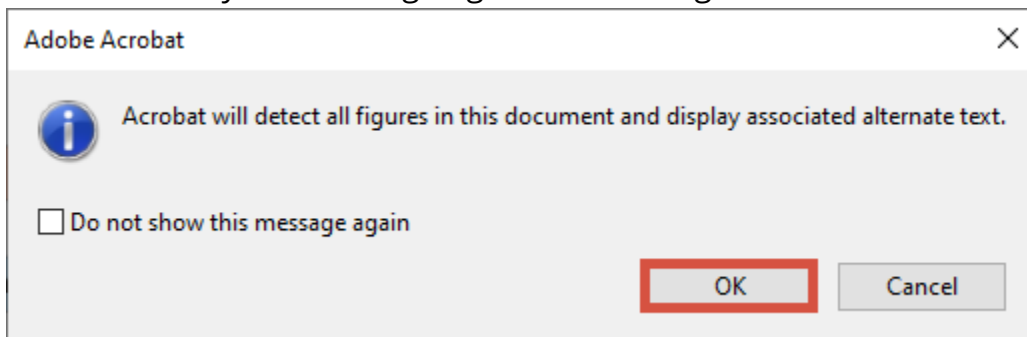 Adobe Acrobat
Acrobat will detect all figures in this document and display associated alternate text.
Do not show this message again
OK
Cancel